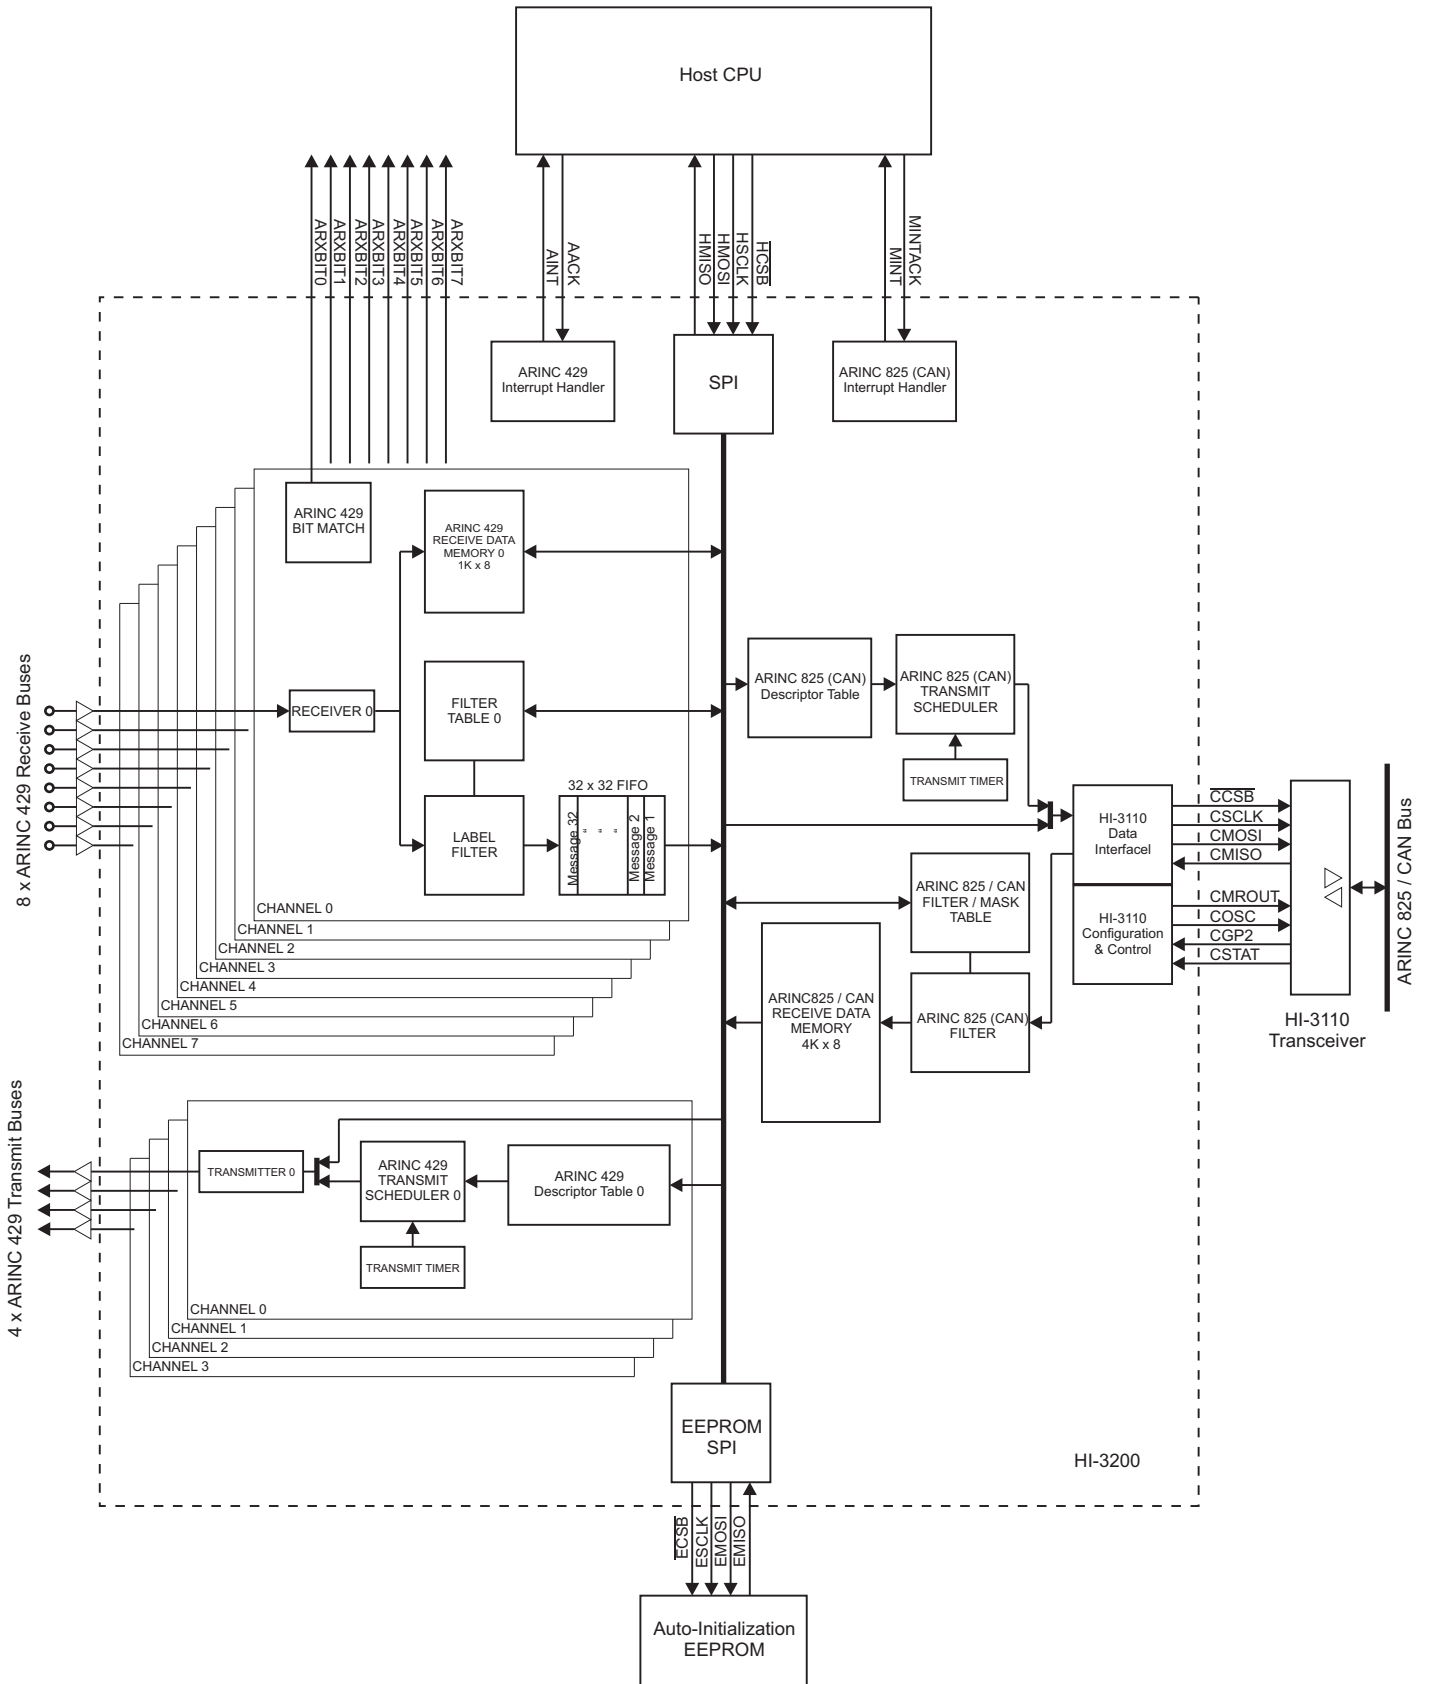 Host CPU
ARXBIT0
ARXBIT1
ARXBIT2
ARXBIT3
ARXBIT4
ARXBIT5
ARXBIT6
ARXBIT7
AINT
AACK
HMISO
HMOSI
HSCLK
HCSB
MINT
MINTACK
ARINC 429
Interrupt Handler
SPI
ARINC 825 (CAN)
Interrupt Handler
ARINC 429
BIT MATCH
ARINC 429
RECEIVE DATA
MEMORY 0
1K x 8
8 x ARINC 429 Receive Buses
RECEIVER 0
FILTER
TABLE 0
LABEL
FILTER
32 x 32 FIFO
Message 32
" " "
Message 2
Message 1
CHANNEL 0
CHANNEL 1
CHANNEL 2
CHANNEL 3
CHANNEL 4
CHANNEL 5
CHANNEL 6
CHANNEL 7
ARINC 825 (CAN)
Descriptor Table
ARINC 825 (CAN)
TRANSMIT
SCHEDULER
TRANSMIT TIMER
HI-3110
Data
Interfacel
HI-3110
Configuration
& Control
CCSB
CSCLK
CMOSI
CMISO
CMROUT
COSC
CGP2
CSTAT
HI-3110
Transceiver
ARINC 825 / CAN Bus
ARINC 825 / CAN
FILTER / MASK
TABLE
ARINC825 / CAN
RECEIVE DATA
MEMORY
4K x 8
ARINC 825 (CAN)
FILTER
4 x ARINC 429 Transmit Buses
TRANSMITTER 0
ARINC 429
TRANSMIT
SCHEDULER 0
ARINC 429
Descriptor Table 0
TRANSMIT TIMER
CHANNEL 0
CHANNEL 1
CHANNEL 2
CHANNEL 3
EEPROM
SPI
HI-3200
ECSB
ESCLK
EMOSI
EMISO
Auto-Initialization
EEPROM